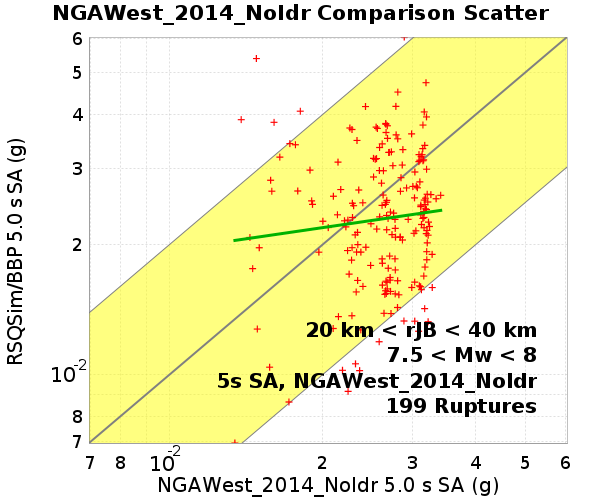 NGAWest_2014_NoIdr Comparison Scatter
RSQSim/BBP 5.0 s SA (g)
6
5
4
3
2
10-2
8
7
20 km < rJB < 40 km
7.5 < Mw < 8
5s SA, NGAWest_2014_NoIdr
199 Ruptures
7 8 10-2 2 3 4 5 6
NGAWest_2014_NoIdr 5.0 s SA (g)